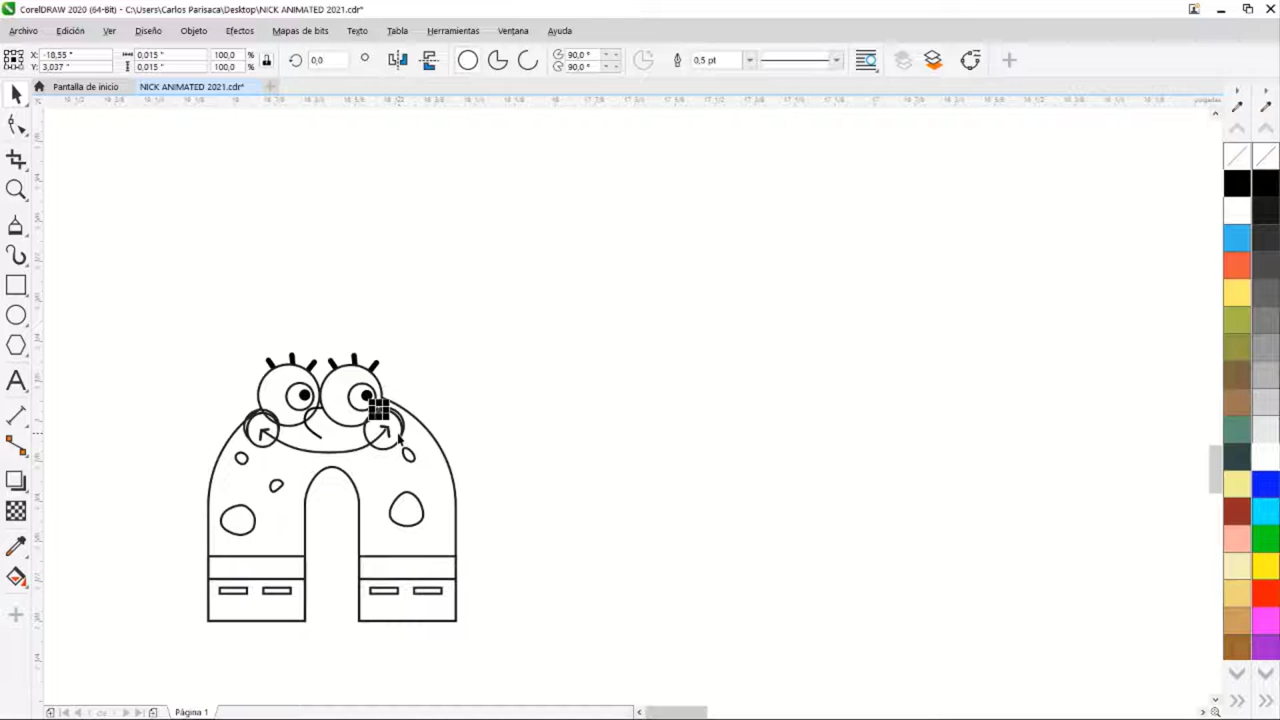 CorelDRAW 2020 (64-Bit) - C:\Users\Carlos Parisaca\Desktop\NICK ANIMATED 2021.cdr*
Archivo Edición Ver Diseño Objeto Efectos Mapas de bits Texto Tabla Herramientas Ventana Ayuda
X: -18,55 " 0,015 " 100,0 % 0,0 90,0 ° 0,5 pt
Y: 3,037 " 0,015 " 100,0 % 90,0 °
Pantalla de inicio NICK ANIMATED 2021.cdr*
pulgadas
Página 1